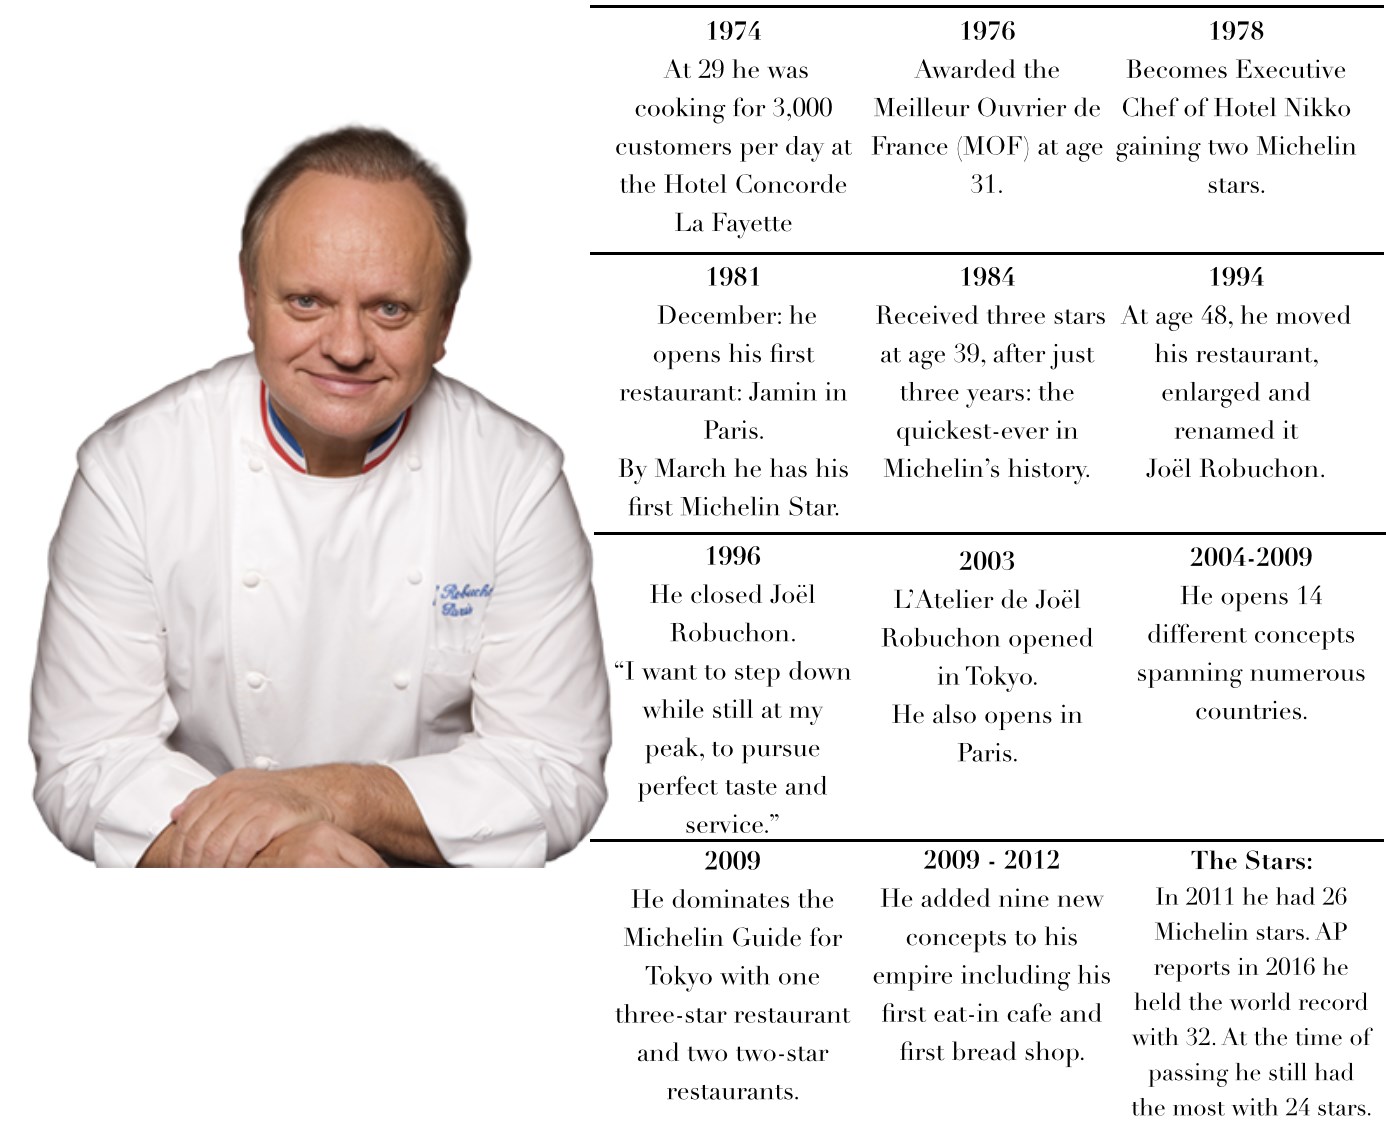 1974
At 29 he was
cooking for 3,000
customers per day at
the Hotel Concorde
La Fayette
1976
Awarded the
Meilleur Ouvrier de
France (MOF) at age
31.
1978
Becomes Executive
Chef of Hotel Nikko
gaining two Michelin
stars.
1981
December: he
opens his first
restaurant: Jamin in
Paris.
By March he has his
first Michelin Star.
1984
Received three stars
at age 39, after just
three years: the
quickest-ever in
Michelin’s history.
1994
At age 48, he moved
his restaurant,
enlarged and
renamed it
Joël Robuchon.
1996
He closed Joël
Robuchon.
“I want to step down
while still at my
peak, to pursue
perfect taste and
service.”
2003
L’Atelier de Joël
Robuchon opened
in Tokyo.
He also opens in
Paris.
2004-2009
He opens 14
different concepts
spanning numerous
countries.
2009
He dominates the
Michelin Guide for
Tokyo with one
three-star restaurant
and two two-star
restaurants.
2009 - 2012
He added nine new
concepts to his
empire including his
first eat-in cafe and
first bread shop.
The Stars:
In 2011 he had 26
Michelin stars. AP
reports in 2016 he
held the world record
with 32. At the time of
passing he still had
the most with 24 stars.
Paris